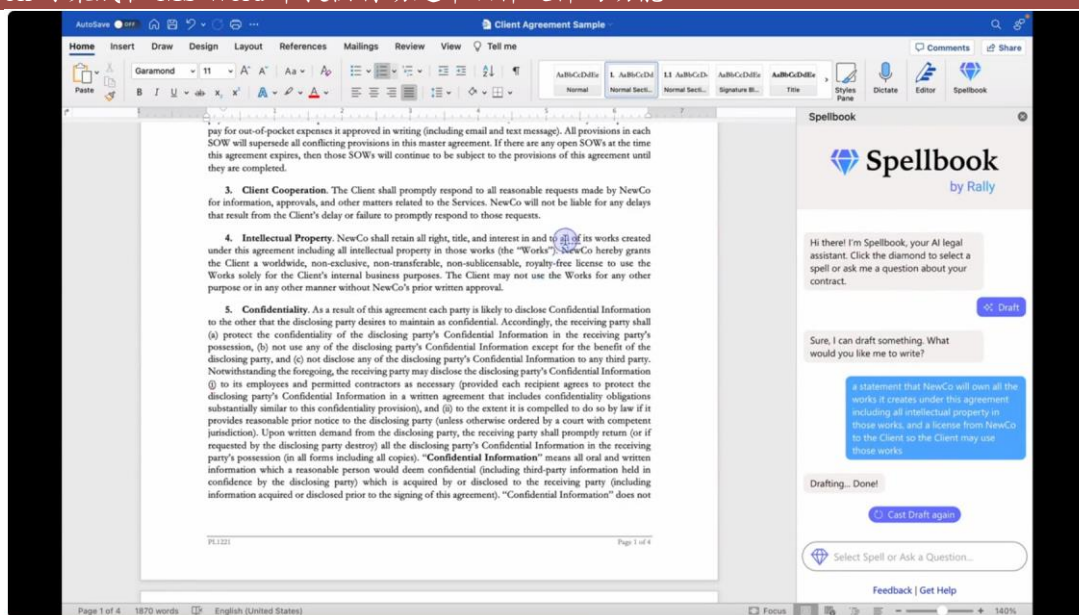 AutoSave OFF
Client Agreement Sample
Home Insert Draw Design Layout References Mailings Review View Tell me
Comments Share
Paste
Garamond 11
Normal Normal Secti... Normal Secti... Signature Bl... Title
Styles Pane
Dictate Editor Spellbook
pay for out-of-pocket expenses it approved in writing (including email and text message). All provisions in each
SOW will supersede all conflicting provisions in this master agreement. If there are any open SOWs at the time
this agreement expires, then those SOWs will continue to be subject to the provisions of this agreement until
they are completed.
3. Client Cooperation. The Client shall promptly respond to all reasonable requests made by NewCo
for information, approvals, and other matters related to the Services. NewCo will not be liable for any delays
that result from the Client's delay or failure to promptly respond to those requests.
4. Intellectual Property. NewCo shall retain all right, title, and interest in and to all of its works created
under this agreement including all intellectual property in those works (the "Works"). NewCo hereby grants
the Client a worldwide, non-exclusive, non-transferable, non-sublicensable, royalty-free license to use the
Works solely for the Client's internal business purposes. The Client may not use the Works for any other
purpose or in any other manner without NewCo's prior written approval.
5. Confidentiality. As a result of this agreement each party is likely to disclose Confidential Information
to the other that the disclosing party desires to maintain as confidential. Accordingly, the receiving party shall
(a) protect the confidentiality of the disclosing party's Confidential Information in the receiving party's
possession, (b) not use any of the disclosing party's Confidential Information except for the benefit of the
disclosing party, and (c) not disclose any of the disclosing party's Confidential Information to any third party.
Notwithstanding the foregoing, the receiving party may disclose the disclosing party's Confidential Information
(i) to its employees and permitted contractors as necessary (provided each recipient agrees to protect the
disclosing party's Confidential Information in a written agreement that includes confidentiality obligations
substantially similar to this confidentiality provision), and (ii) to the extent it is compelled to do so by law if it
provides reasonable prior notice to the disclosing party (unless otherwise ordered by a court with competent
jurisdiction). Upon written demand from the disclosing party, the receiving party shall promptly return (or if
requested by the disclosing party destroy) all the disclosing party's Confidential Information in the receiving
party's possession (in all forms including all copies). "Confidential Information" means all oral and written
information which a reasonable person would deem confidential (including third-party information held in
confidence by the disclosing party) which is acquired by or disclosed to the receiving party (including
information acquired or disclosed prior to the signing of this agreement). "Confidential Information" does not
PL1221 Page 1 of 4
Spellbook
Spellbook
by Rally
Hi there! I'm Spellbook, your AI legal
assistant. Click the diamond to select a
spell or ask me a question about your
contract.
Draft
Sure, I can draft something. What
would you like me to write?
a statement that NewCo will own all the
works it creates under this agreement
including all intellectual property in
those works, and a license from NewCo
to the Client so the Client may use
those works
Drafting... Done!
Cast Draft again
Select Spell or Ask a Question...
Feedback | Get Help
Page 1 of 4 1870 words English (United States) Focus 140%